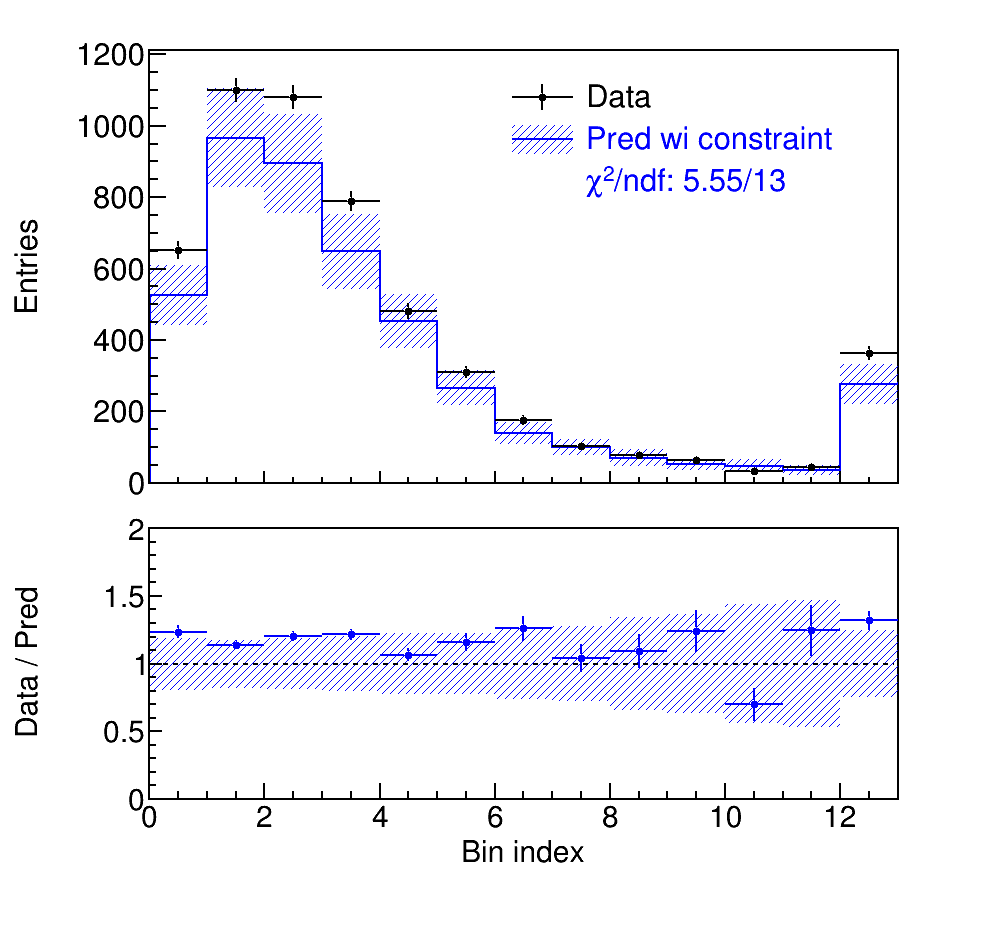 1200
1000
800
600
400
200
0
Entries
Data
Pred wi constraint
χ²/ndf: 5.55/13
2
1.5
1
0.5
0
Data / Pred
0 2 4 6 8 10 12
Bin index